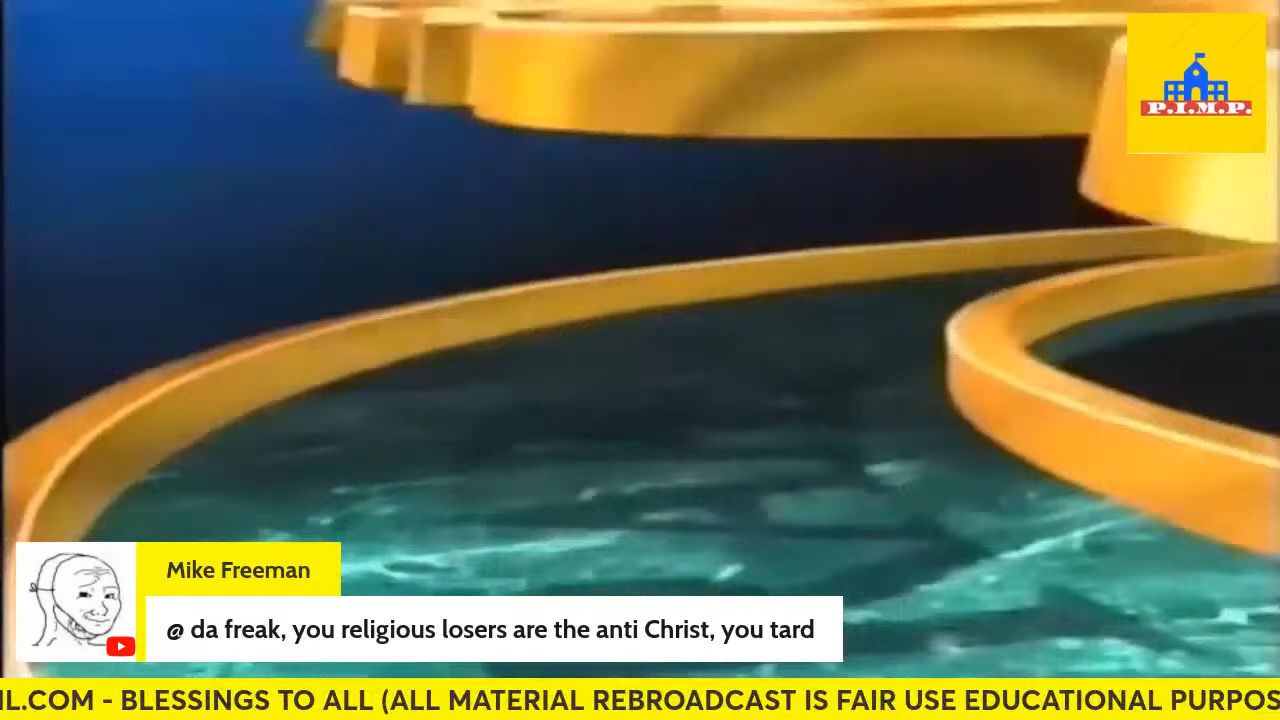 P.I.M.P.
Mike Freeman
@ da freak, you religious losers are the anti Christ, you tard
IL.COM - BLESSINGS TO ALL (ALL MATERIAL REBROADCAST IS FAIR USE EDUCATIONAL PURPOS